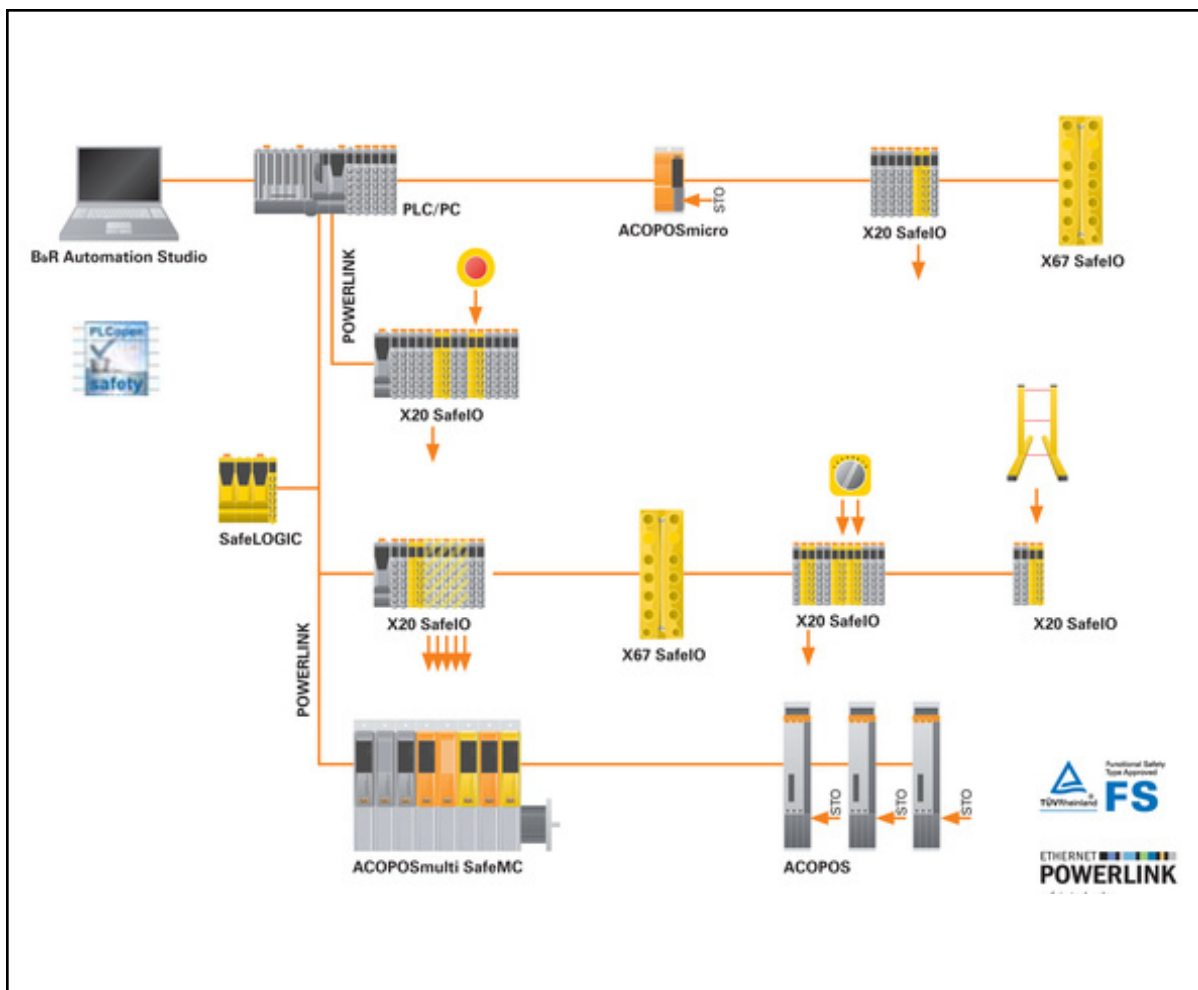 PLC/PC
STO
ACOPOSmicro
X20 SafeIO
X67 SafeIO
B&R Automation Studio
POWERLINK
PLCopen
safety
X20 SafeIO
SafeLOGIC
X20 SafeIO
X67 SafeIO
X20 SafeIO
X20 SafeIO
POWERLINK
STO
STO
STO
ACOPOSmulti SafeMC
ACOPOS
TÜVRheinland®
Functional Safety
Type Approved
FS
ETHERNET
POWERLINK